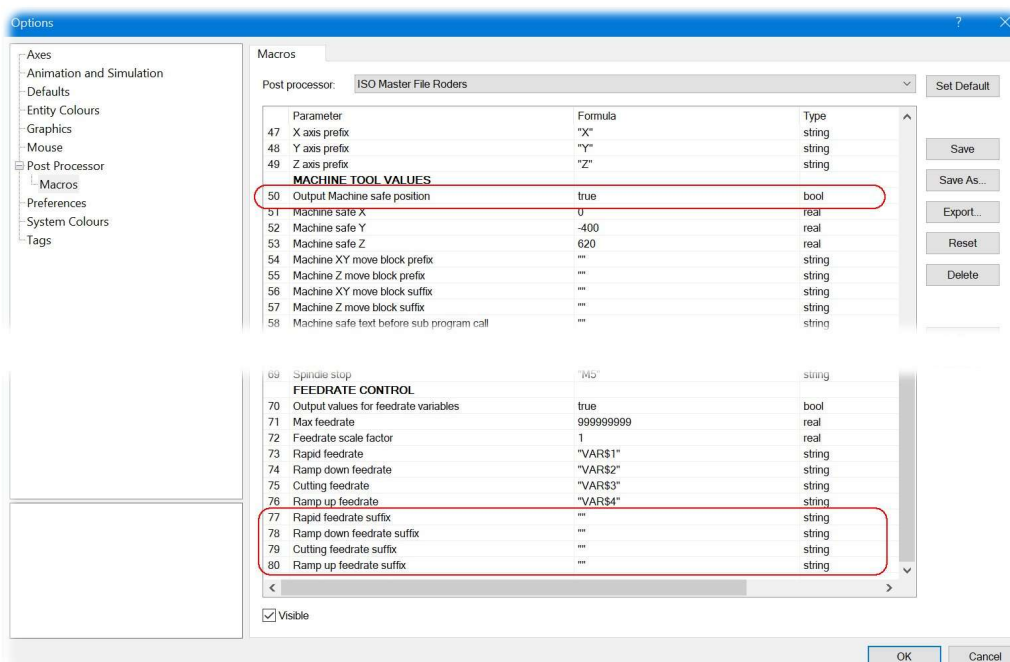 Options ?
Axes
Animation and Simulation
Defaults
Entity Colours
Graphics
Mouse
Post Processor
Macros
Preferences
System Colours
Tags
Macros
Post processor: ISO Master File Roders
Set Default
Save
Save As...
Export...
Reset
Delete
Parameter Formula Type
47 X axis prefix "X" string
48 Y axis prefix "Y" string
49 Z axis prefix "Z" string
MACHINE TOOL VALUES
50 Output Machine safe position true bool
51 Machine safe X 0 real
52 Machine safe Y -400 real
53 Machine safe Z 620 real
54 Machine XY move block prefix "" string
55 Machine Z move block prefix "" string
56 Machine XY move block suffix "" string
57 Machine Z move block suffix "" string
58 Machine safe text before sub program call "" string
69 Spindle stop "M5" string
FEEDRATE CONTROL
70 Output values for feedrate variables true bool
71 Max feedrate 999999999 real
72 Feedrate scale factor 1 real
73 Rapid feedrate "VAR$1" string
74 Ramp down feedrate "VAR$2" string
75 Cutting feedrate "VAR$3" string
76 Ramp up feedrate "VAR$4" string
77 Rapid feedrate suffix "" string
78 Ramp down feedrate suffix "" string
79 Cutting feedrate suffix "" string
80 Ramp up feedrate suffix "" string
Visible
OK Cancel